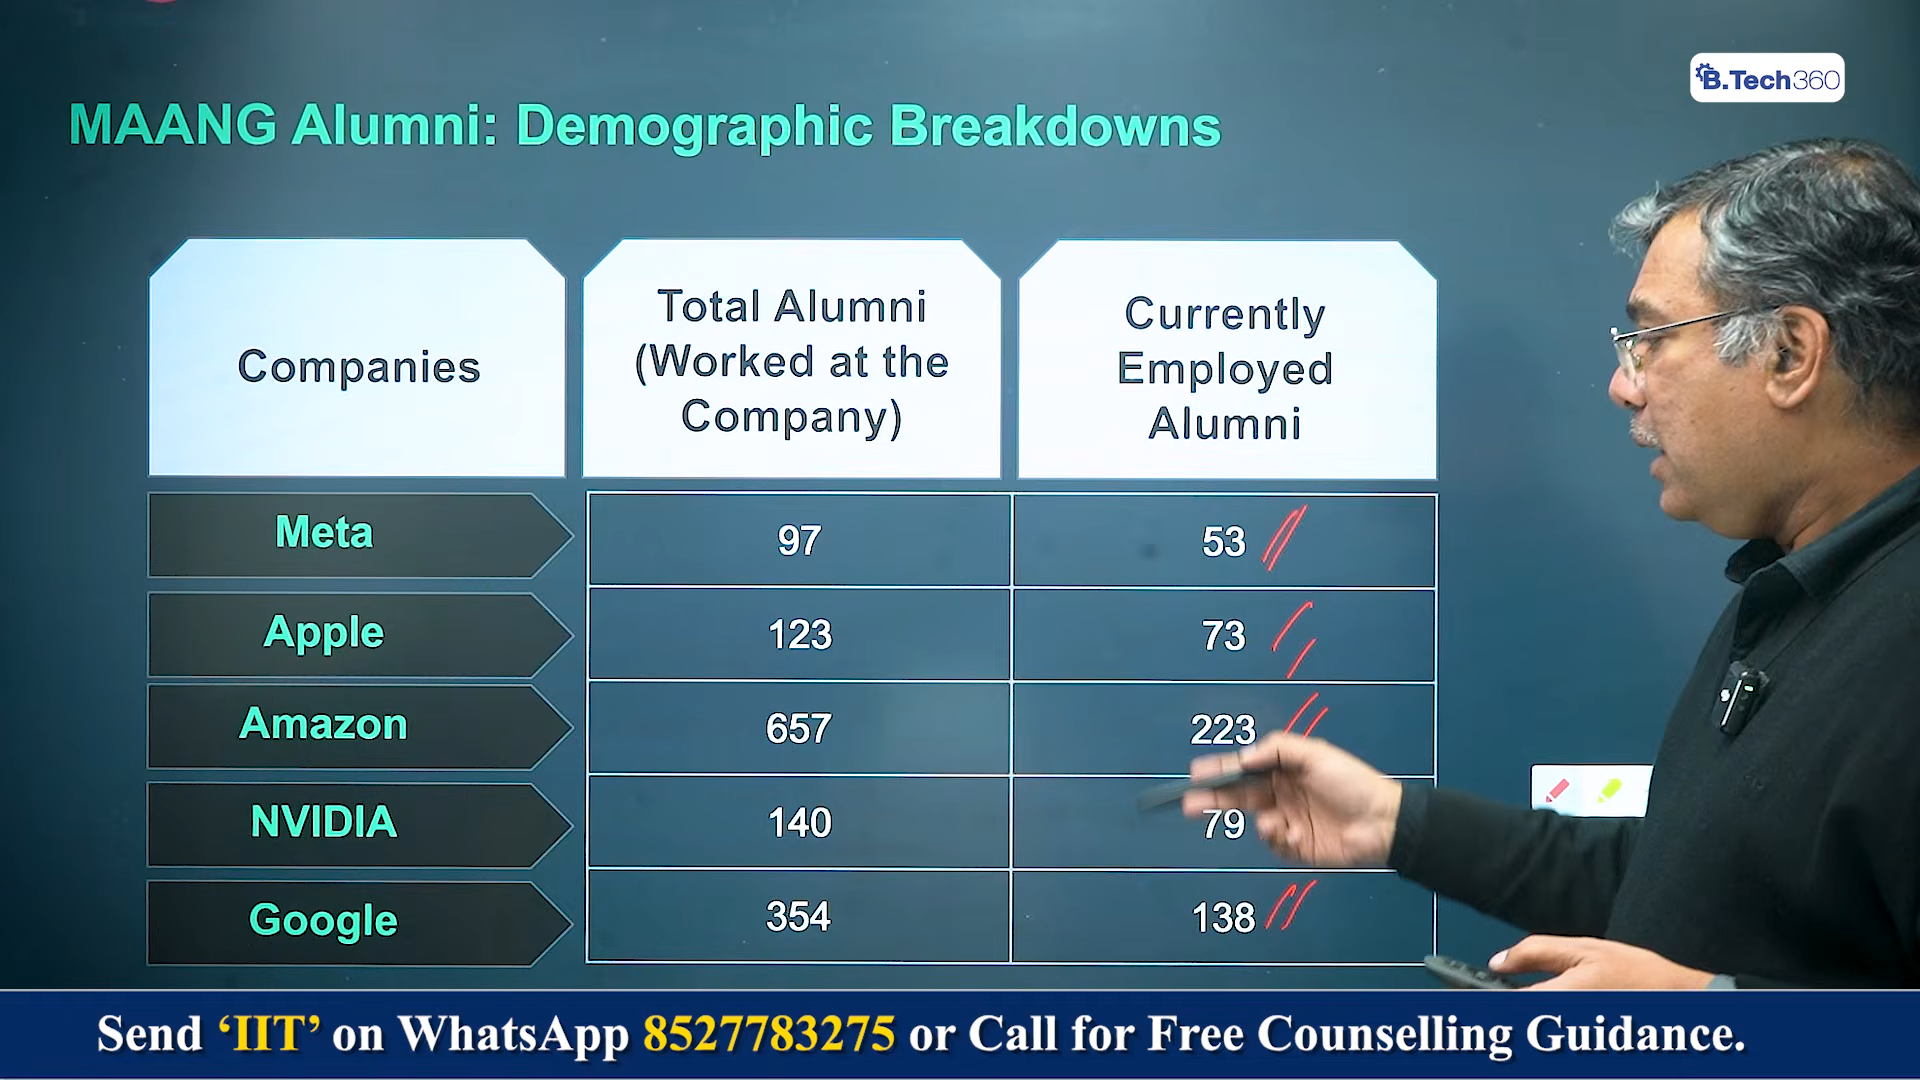 B.Tech360
MAANG Alumni: Demographic Breakdowns
Companies
Total Alumni
(Worked at the
Company)
Currently
Employed
Alumni
Meta
97
53
Apple
123
73
Amazon
657
223
NVIDIA
140
79
Google
354
138
Send ‘IIT’ on WhatsApp 8527783275 or Call for Free Counselling Guidance.